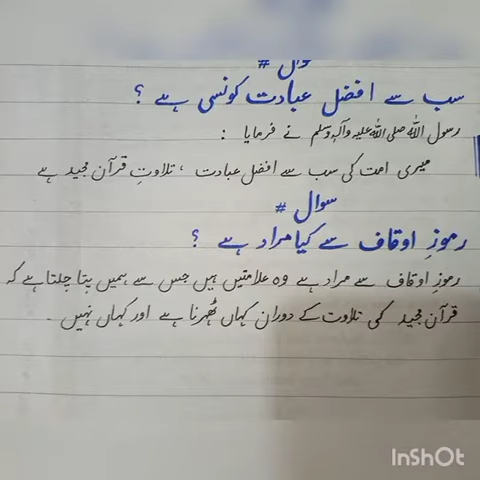 سوال #
سب سے افضل عبادت کونسی ہے ؟
رسول اللہ صلی اللہ علیہ وآلہ وسلم نے فرمایا :
میری امت کی سب سے افضل عبادت ، تلاوتِ قرآن مجید ہے
سوال #
رموزِ اوقاف سے کیا مراد ہے ؟
رموزِ اوقاف سے مراد ہے وہ علامتیں ہیں جس سے ہمیں پتا چلتا ہے کہ
قرآن مجید کی تلاوت کے دوران کہاں ٹھہرنا ہے اور کہاں نہیں ۔
InShOt